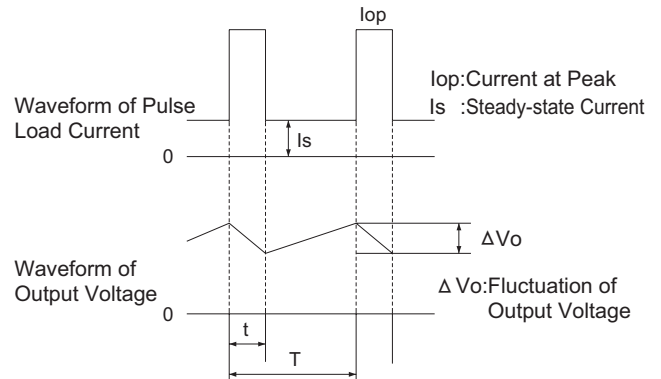 Iop
Iop:Current at Peak
Is :Steady-state Current
Waveform of Pulse
Load Current
Is
0
ΔVo
Waveform of
Output Voltage
ΔVo:Fluctuation of
Output Voltage
0
t
T